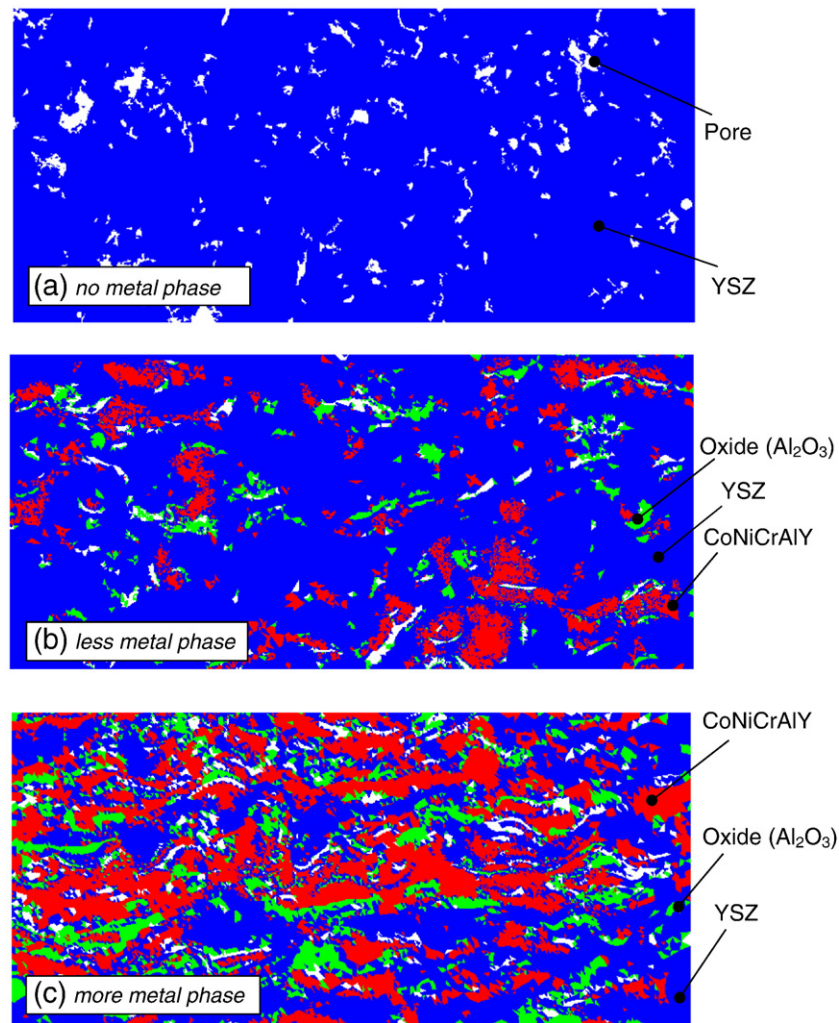 Pore
YSZ
(a) no metal phase
Oxide (Al₂O₃)
YSZ
CoNiCrAlY
(b) less metal phase
CoNiCrAlY
Oxide (Al₂O₃)
YSZ
(c) more metal phase